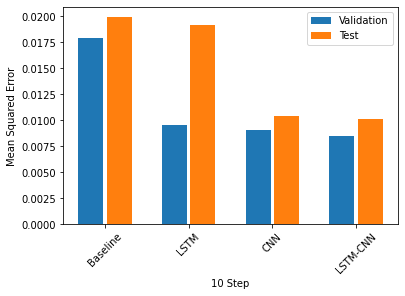 Mean Squared Error
0.0200
0.0175
0.0150
0.0125
0.0100
0.0075
0.0050
0.0025
0.0000
Validation
Test
Baseline
LSTM
CNN
LSTM-CNN
10 Step